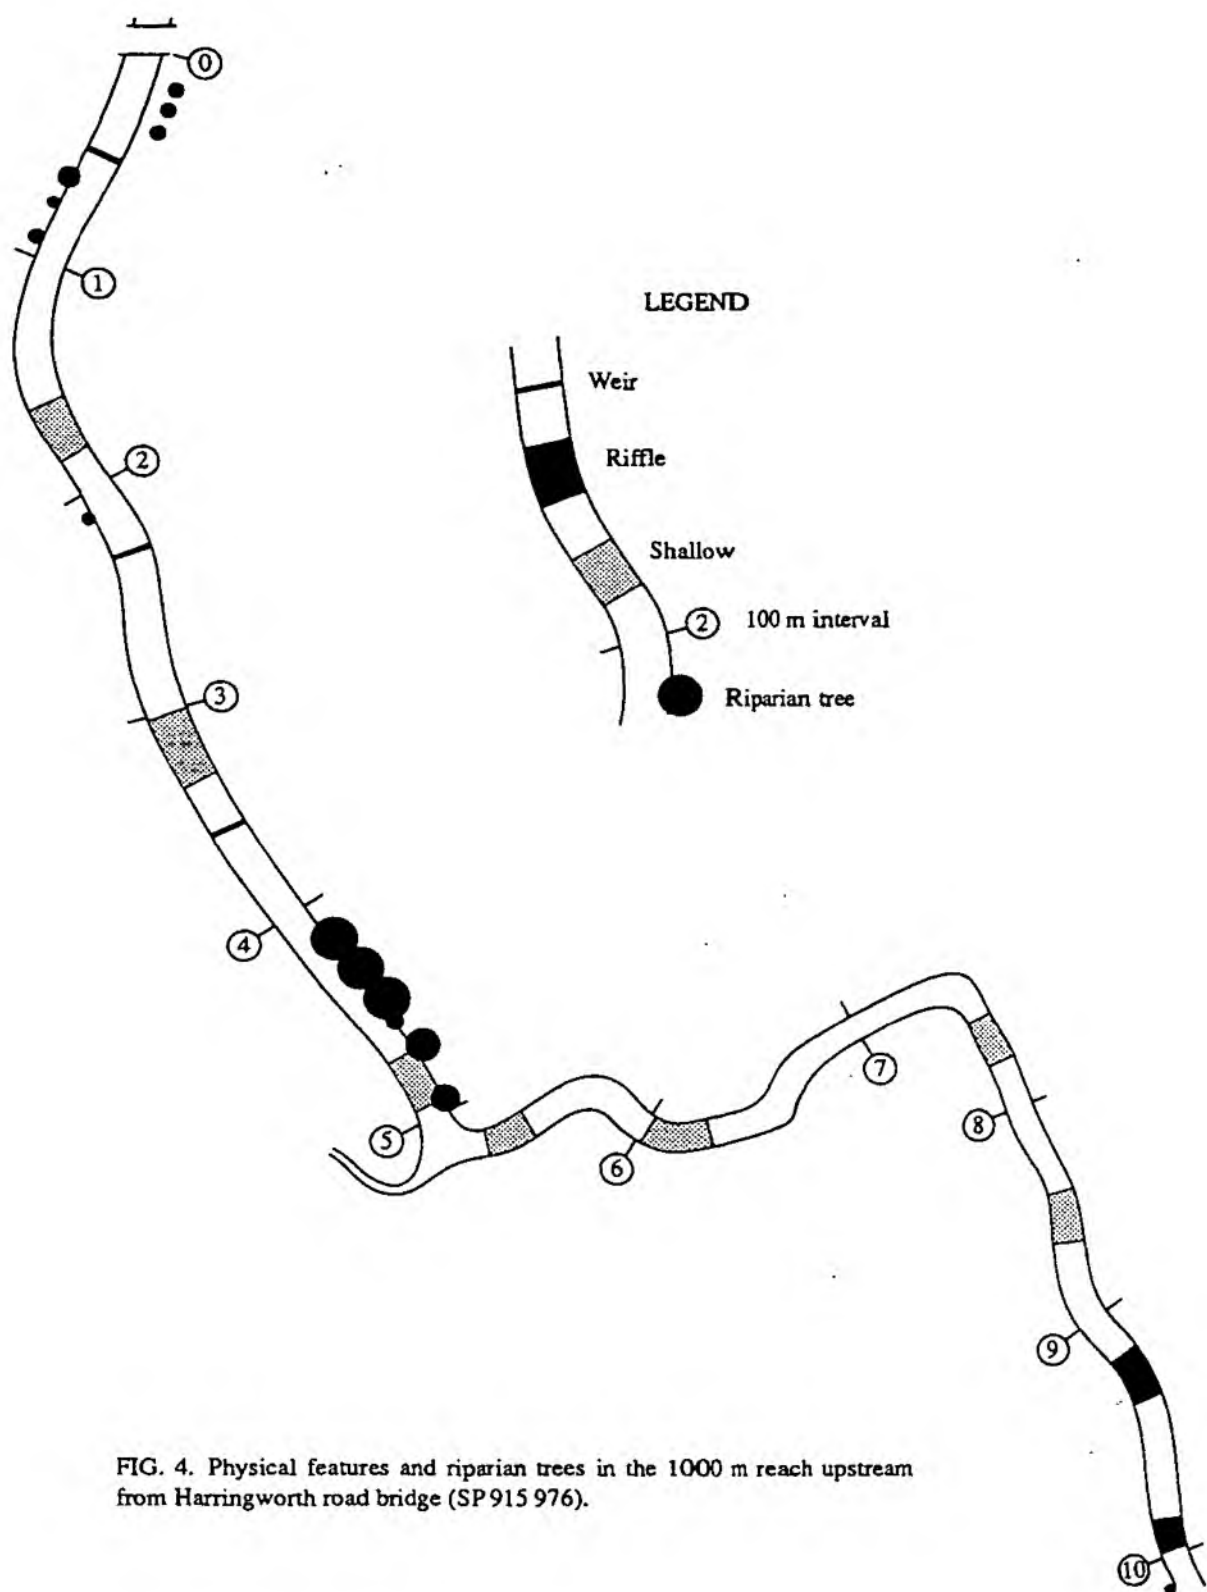 0
1
LEGEND
Weir
2
Riffle
Shallow
2 100 m interval
3
Riparian tree
4
7
8
5
6
9
FIG. 4. Physical features and riparian trees in the 1000 m reach upstream
from Harringworth road bridge (SP 915 976).
10